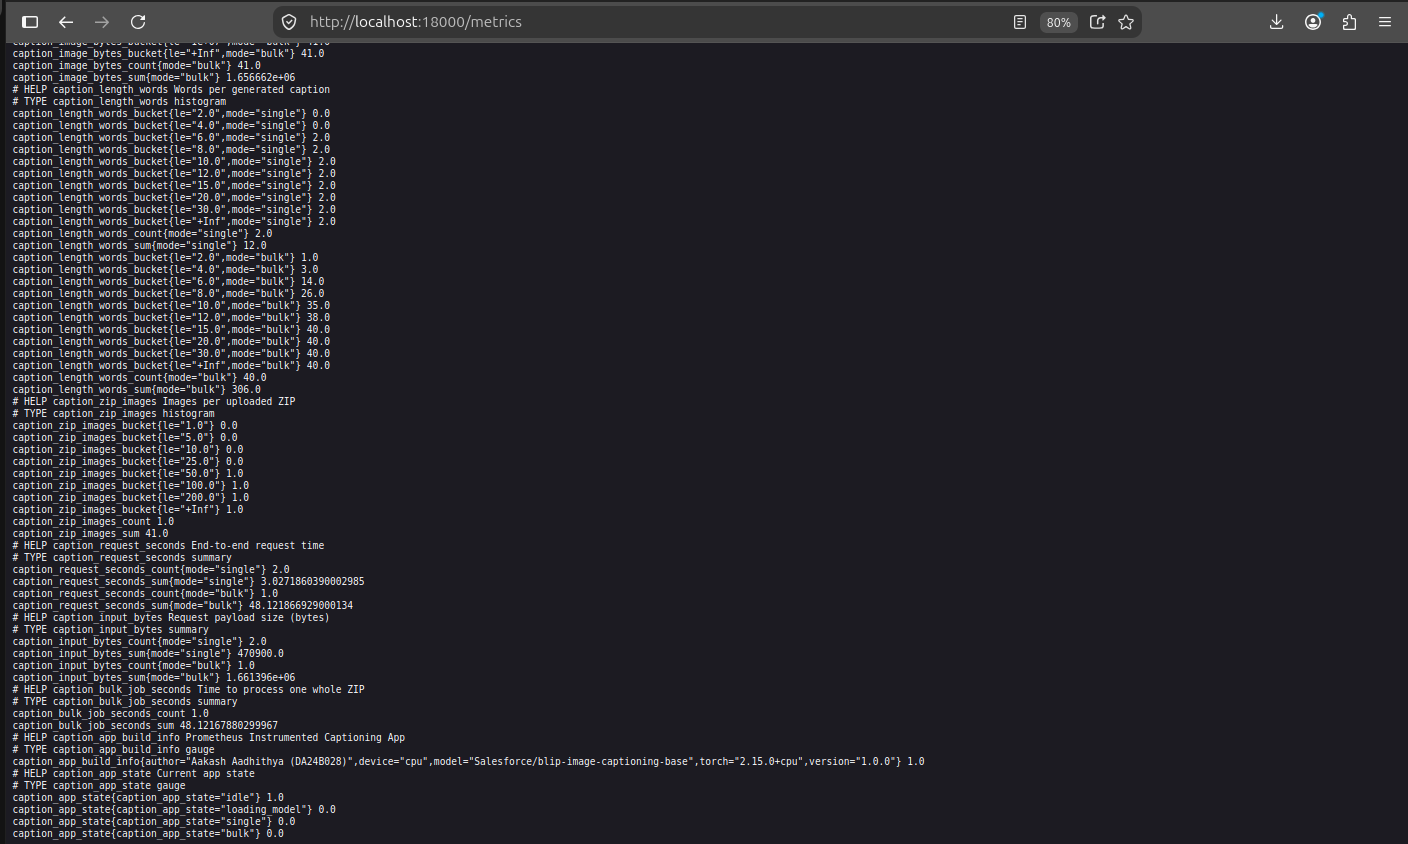 http://localhost:18000/metrics
80%
caption_image_bytes_bucket{le="1e+07",mode="bulk"} 41.0
caption_image_bytes_bucket{le="+Inf",mode="bulk"} 41.0
caption_image_bytes_count{mode="bulk"} 41.0
caption_image_bytes_sum{mode="bulk"} 1.656662e+06
# HELP caption_length_words Words per generated caption
# TYPE caption_length_words histogram
caption_length_words_bucket{le="2.0",mode="single"} 0.0
caption_length_words_bucket{le="4.0",mode="single"} 0.0
caption_length_words_bucket{le="6.0",mode="single"} 2.0
caption_length_words_bucket{le="8.0",mode="single"} 2.0
caption_length_words_bucket{le="10.0",mode="single"} 2.0
caption_length_words_bucket{le="12.0",mode="single"} 2.0
caption_length_words_bucket{le="15.0",mode="single"} 2.0
caption_length_words_bucket{le="20.0",mode="single"} 2.0
caption_length_words_bucket{le="30.0",mode="single"} 2.0
caption_length_words_bucket{le="+Inf",mode="single"} 2.0
caption_length_words_count{mode="single"} 2.0
caption_length_words_sum{mode="single"} 12.0
caption_length_words_bucket{le="2.0",mode="bulk"} 1.0
caption_length_words_bucket{le="4.0",mode="bulk"} 3.0
caption_length_words_bucket{le="6.0",mode="bulk"} 14.0
caption_length_words_bucket{le="8.0",mode="bulk"} 26.0
caption_length_words_bucket{le="10.0",mode="bulk"} 35.0
caption_length_words_bucket{le="12.0",mode="bulk"} 38.0
caption_length_words_bucket{le="15.0",mode="bulk"} 40.0
caption_length_words_bucket{le="20.0",mode="bulk"} 40.0
caption_length_words_bucket{le="30.0",mode="bulk"} 40.0
caption_length_words_bucket{le="+Inf",mode="bulk"} 40.0
caption_length_words_count{mode="bulk"} 40.0
caption_length_words_sum{mode="bulk"} 306.0
# HELP caption_zip_images Images per uploaded ZIP
# TYPE caption_zip_images histogram
caption_zip_images_bucket{le="1.0"} 0.0
caption_zip_images_bucket{le="5.0"} 0.0
caption_zip_images_bucket{le="10.0"} 0.0
caption_zip_images_bucket{le="25.0"} 0.0
caption_zip_images_bucket{le="50.0"} 1.0
caption_zip_images_bucket{le="100.0"} 1.0
caption_zip_images_bucket{le="200.0"} 1.0
caption_zip_images_bucket{le="+Inf"} 1.0
caption_zip_images_count 1.0
caption_zip_images_sum 41.0
# HELP caption_request_seconds End-to-end request time
# TYPE caption_request_seconds summary
caption_request_seconds_count{mode="single"} 2.0
caption_request_seconds_sum{mode="single"} 3.0271860390002985
caption_request_seconds_count{mode="bulk"} 1.0
caption_request_seconds_sum{mode="bulk"} 48.121866929000134
# HELP caption_input_bytes Request payload size (bytes)
# TYPE caption_input_bytes summary
caption_input_bytes_count{mode="single"} 2.0
caption_input_bytes_sum{mode="single"} 470900.0
caption_input_bytes_count{mode="bulk"} 1.0
caption_input_bytes_sum{mode="bulk"} 1.661396e+06
# HELP caption_bulk_job_seconds Time to process one whole ZIP
# TYPE caption_bulk_job_seconds summary
caption_bulk_job_seconds_count 1.0
caption_bulk_job_seconds_sum 48.12167880299967
# HELP caption_app_build_info Prometheus Instrumented Captioning App
# TYPE caption_app_build_info gauge
caption_app_build_info{author="Aakash Aadhithya (DA24B028)",device="cpu",model="Salesforce/blip-image-captioning-base",torch="2.15.0+cpu",version="1.0.0"} 1.0
# HELP caption_app_state Current app state
# TYPE caption_app_state gauge
caption_app_state{caption_app_state="idle"} 1.0
caption_app_state{caption_app_state="loading_model"} 0.0
caption_app_state{caption_app_state="single"} 0.0
caption_app_state{caption_app_state="bulk"} 0.0